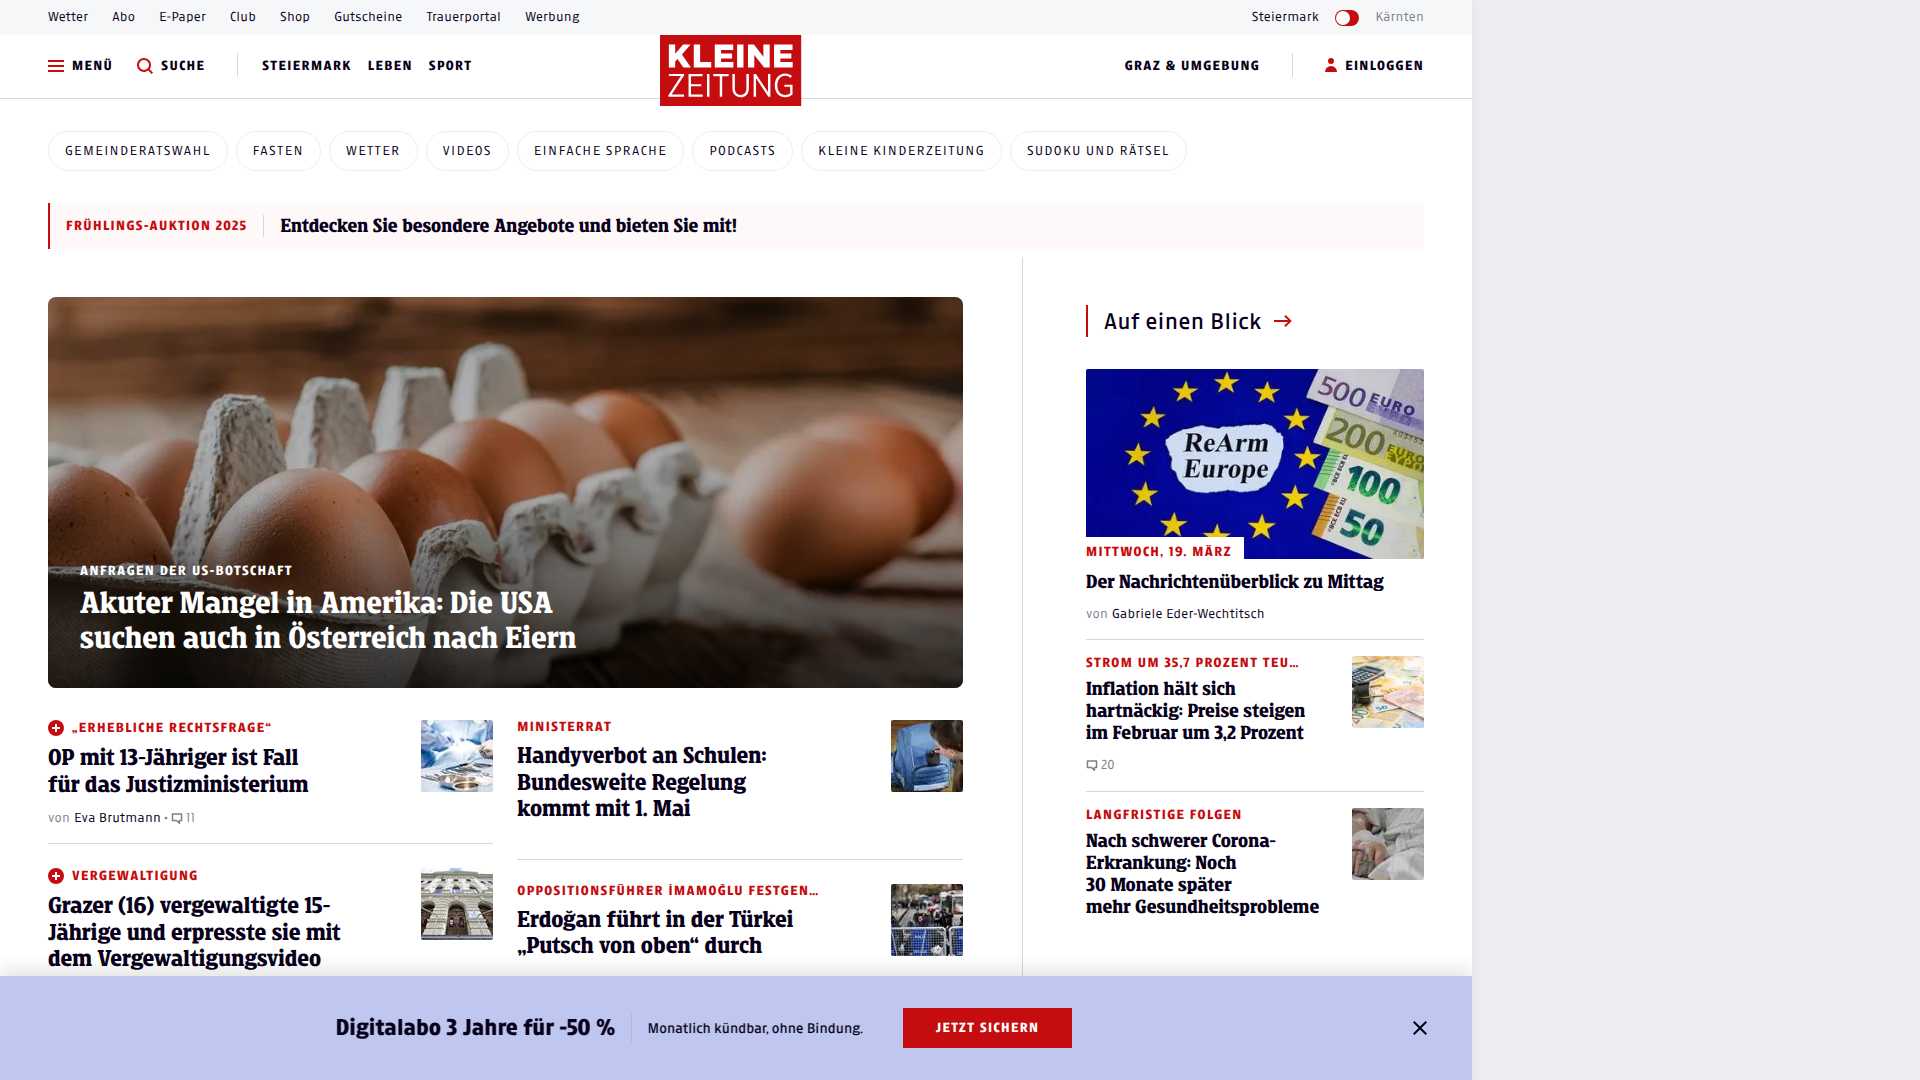 Wetter Abo E-Paper Club Shop Gutscheine Trauerportal Werbung Steiermark Kärnten
MENÜ SUCHE STEIERMARK LEBEN SPORT KLEINE ZEITUNG GRAZ & UMGEBUNG EINLOGGEN
GEMEINDERATSWAHL FASTEN WETTER VIDEOS EINFACHE SPRACHE PODCASTS KLEINE KINDERZEITUNG SUDOKU UND RÄTSEL
FRÜHLINGS-AUKTION 2025 Entdecken Sie besondere Angebote und bieten Sie mit!
ANFRAGEN DER US-BOTSCHAFT
Akuter Mangel in Amerika: Die USA
suchen auch in Österreich nach Eiern
„ERHEBLICHE RECHTSFRAGE“
OP mit 13-Jähriger ist Fall
für das Justizministerium
von Eva Brutmann • 11
VERGEWALTIGUNG
Grazer (16) vergewaltigte 15-
Jährige und erpresste sie mit
dem Vergewaltigungsvideo
MINISTERRAT
Handyverbot an Schulen:
Bundesweite Regelung
kommt mit 1. Mai
OPPOSITIONSFÜHRER İMAMOĞLU FESTGEN…
Erdoğan führt in der Türkei
„Putsch von oben“ durch
Auf einen Blick
ReArm
Europe
500 EURO
200 EURO
100
50
MITTWOCH, 19. MÄRZ
Der Nachrichtenüberblick zu Mittag
von Gabriele Eder-Wechtitsch
STROM UM 35,7 PROZENT TEU…
Inflation hält sich
hartnäckig: Preise steigen
im Februar um 3,2 Prozent
20
LANGFRISTIGE FOLGEN
Nach schwerer Corona-
Erkrankung: Noch
30 Monate später
mehr Gesundheitsprobleme
Digitalabo 3 Jahre für -50 % Monatlich kündbar, ohne Bindung. JETZT SICHERN